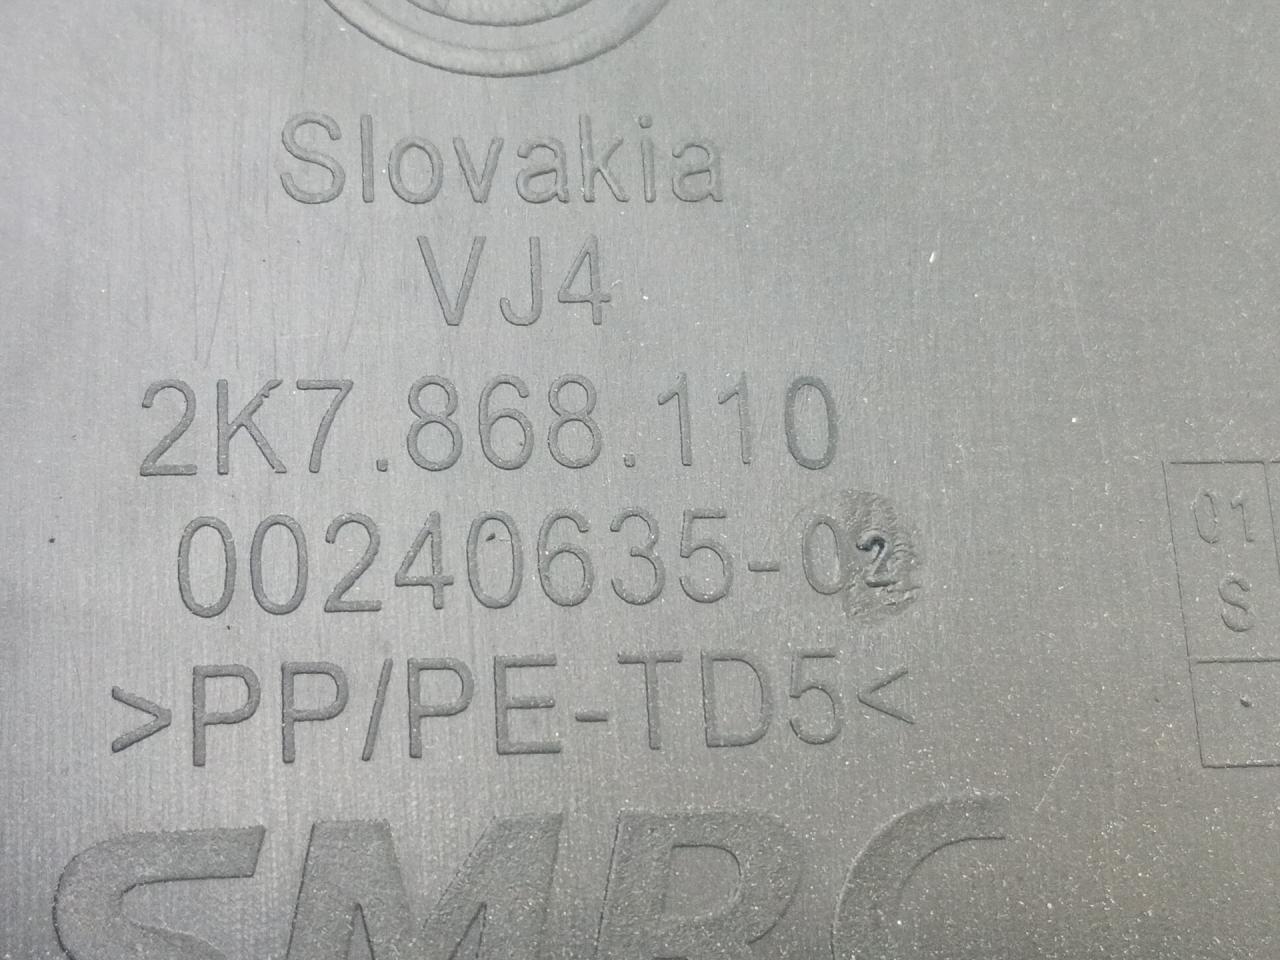 Slovakia
VJ4
2K7.868.110
00240635-02
>PP/PE-TD5<
01
S